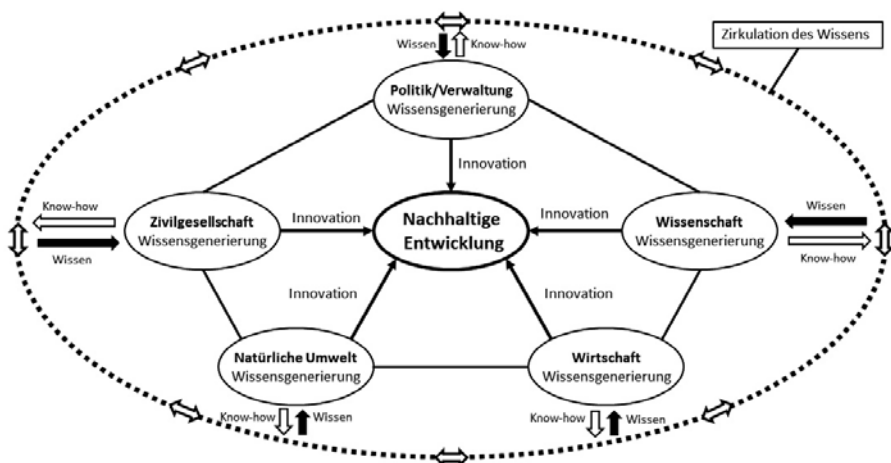 Zirkulation des Wissens
Wissen
Know-how
Politik/Verwaltung
Wissensgenerierung
Innovation
Know-how
Wissen
Zivilgesellschaft
Wissensgenerierung
Innovation
Nachhaltige
Entwicklung
Innovation
Wissenschaft
Wissensgenerierung
Wissen
Know-how
Innovation
Innovation
Natürliche Umwelt
Wissensgenerierung
Wirtschaft
Wissensgenerierung
Know-how
Wissen
Know-how
Wissen